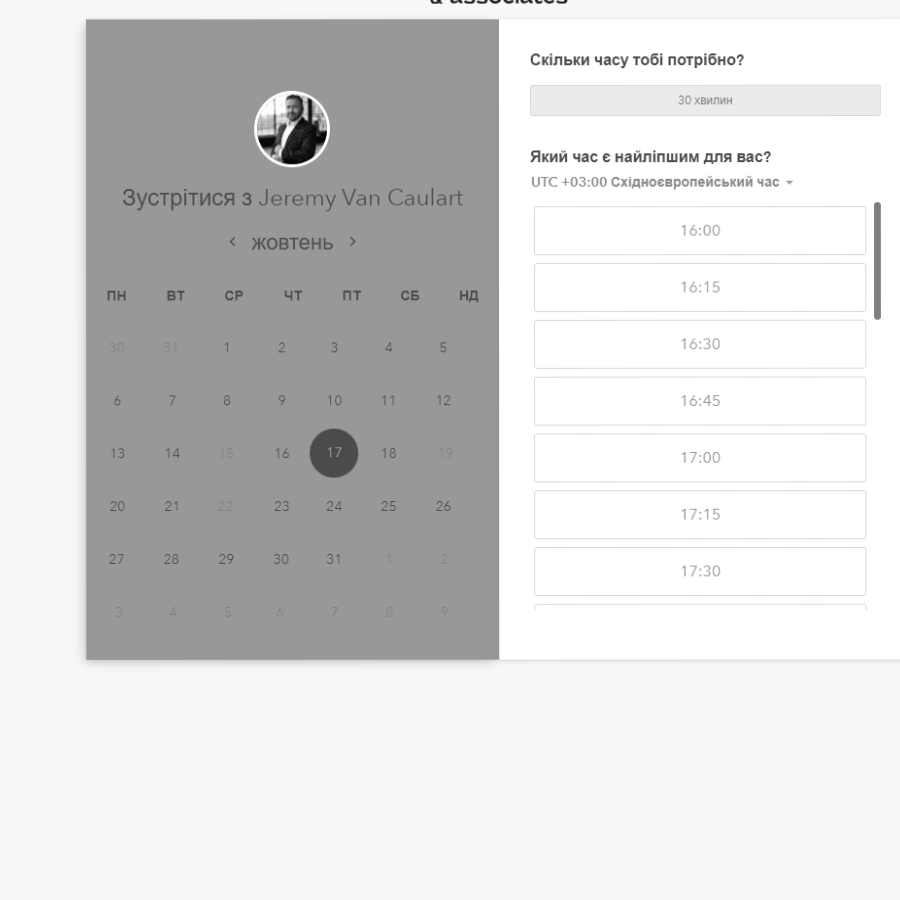 & associates
Зустрітися з Jeremy Van Caulart
жовтень
ПН ВТ СР ЧТ ПТ СБ НД
30 31 1 2 3 4 5
6 7 8 9 10 11 12
13 14 15 16 17 18 19
20 21 22 23 24 25 26
27 28 29 30 31 1 2
3 4 5 6 7 8 9
Скільки часу тобі потрібно?
30 хвилин
Який час є найліпшим для вас?
UTC +03:00 Східноєвропейський час
16:00
16:15
16:30
16:45
17:00
17:15
17:30